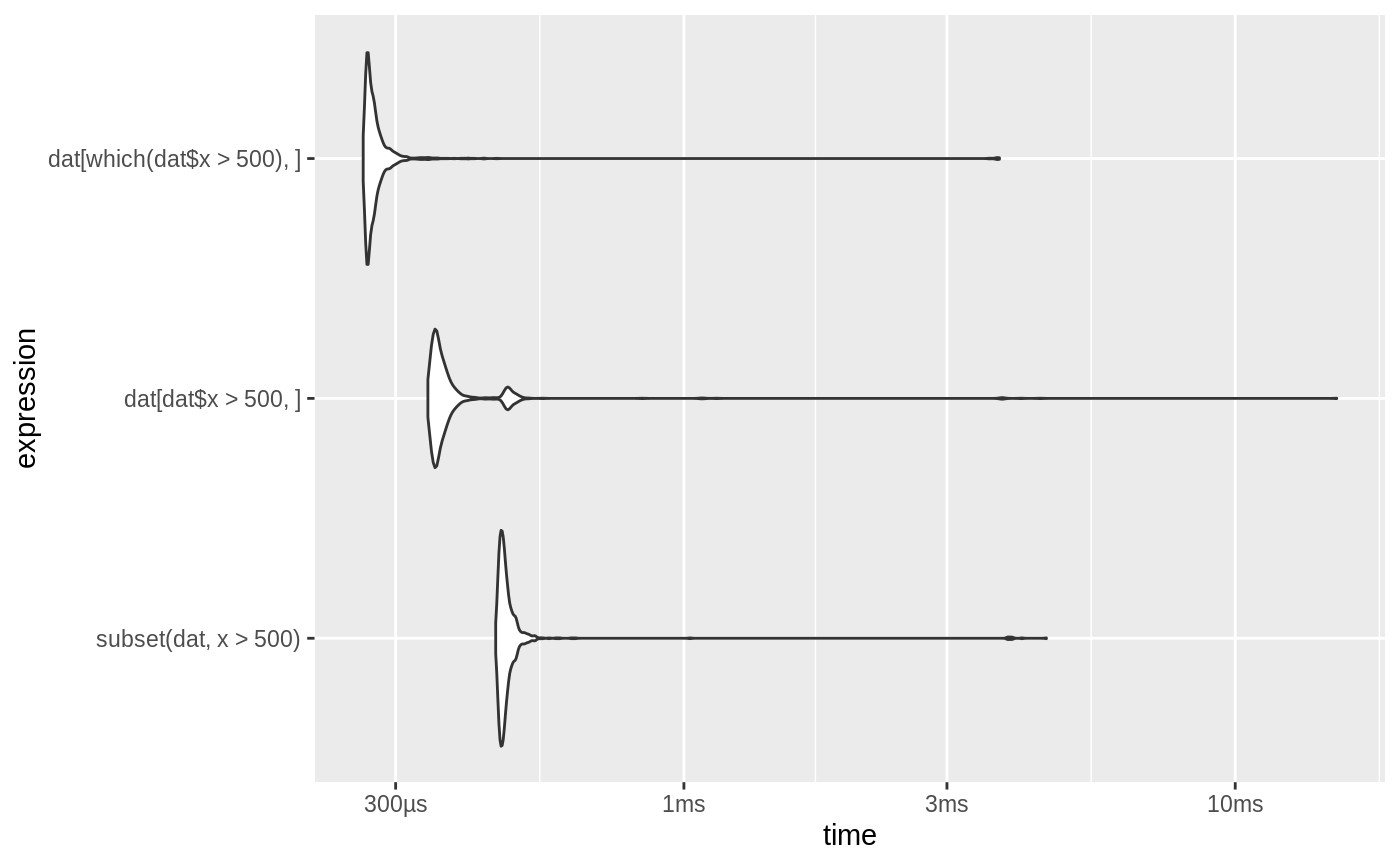 dat[which(dat$x > 500), ]
dat[dat$x > 500, ]
subset(dat, x > 500)
expression
300µs
1ms
3ms
10ms
time